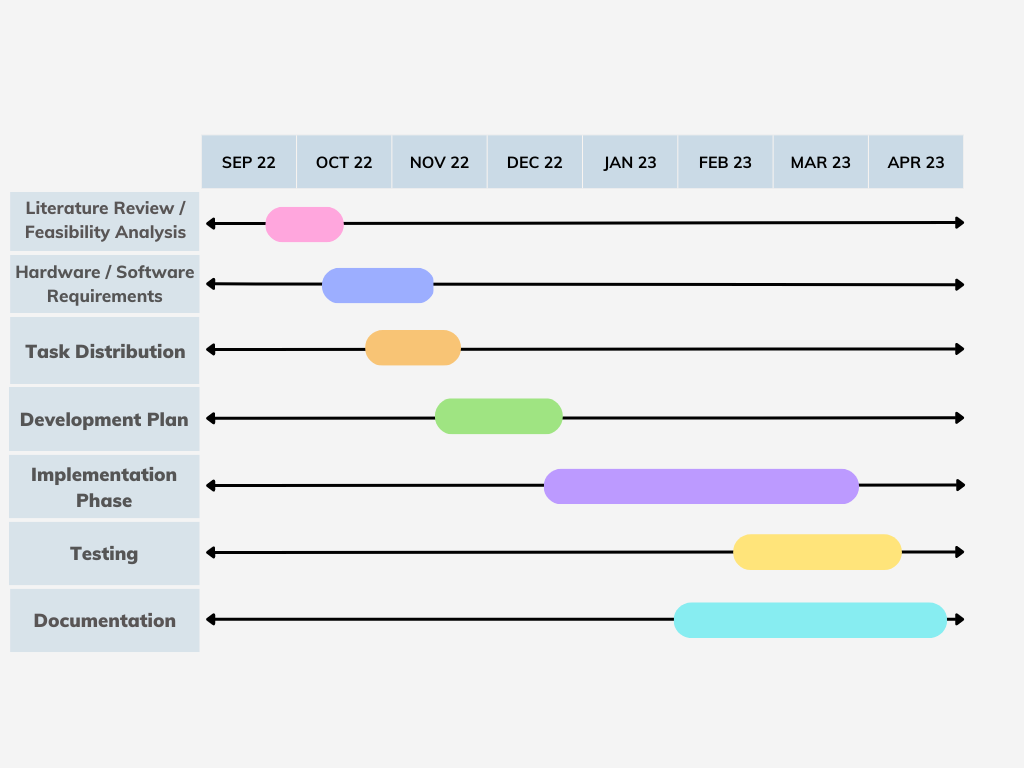 SEP 22 OCT 22 NOV 22 DEC 22 JAN 23 FEB 23 MAR 23 APR 23
Literature Review /
Feasibility Analysis
Hardware / Software
Requirements
Task Distribution
Development Plan
Implementation
Phase
Testing
Documentation